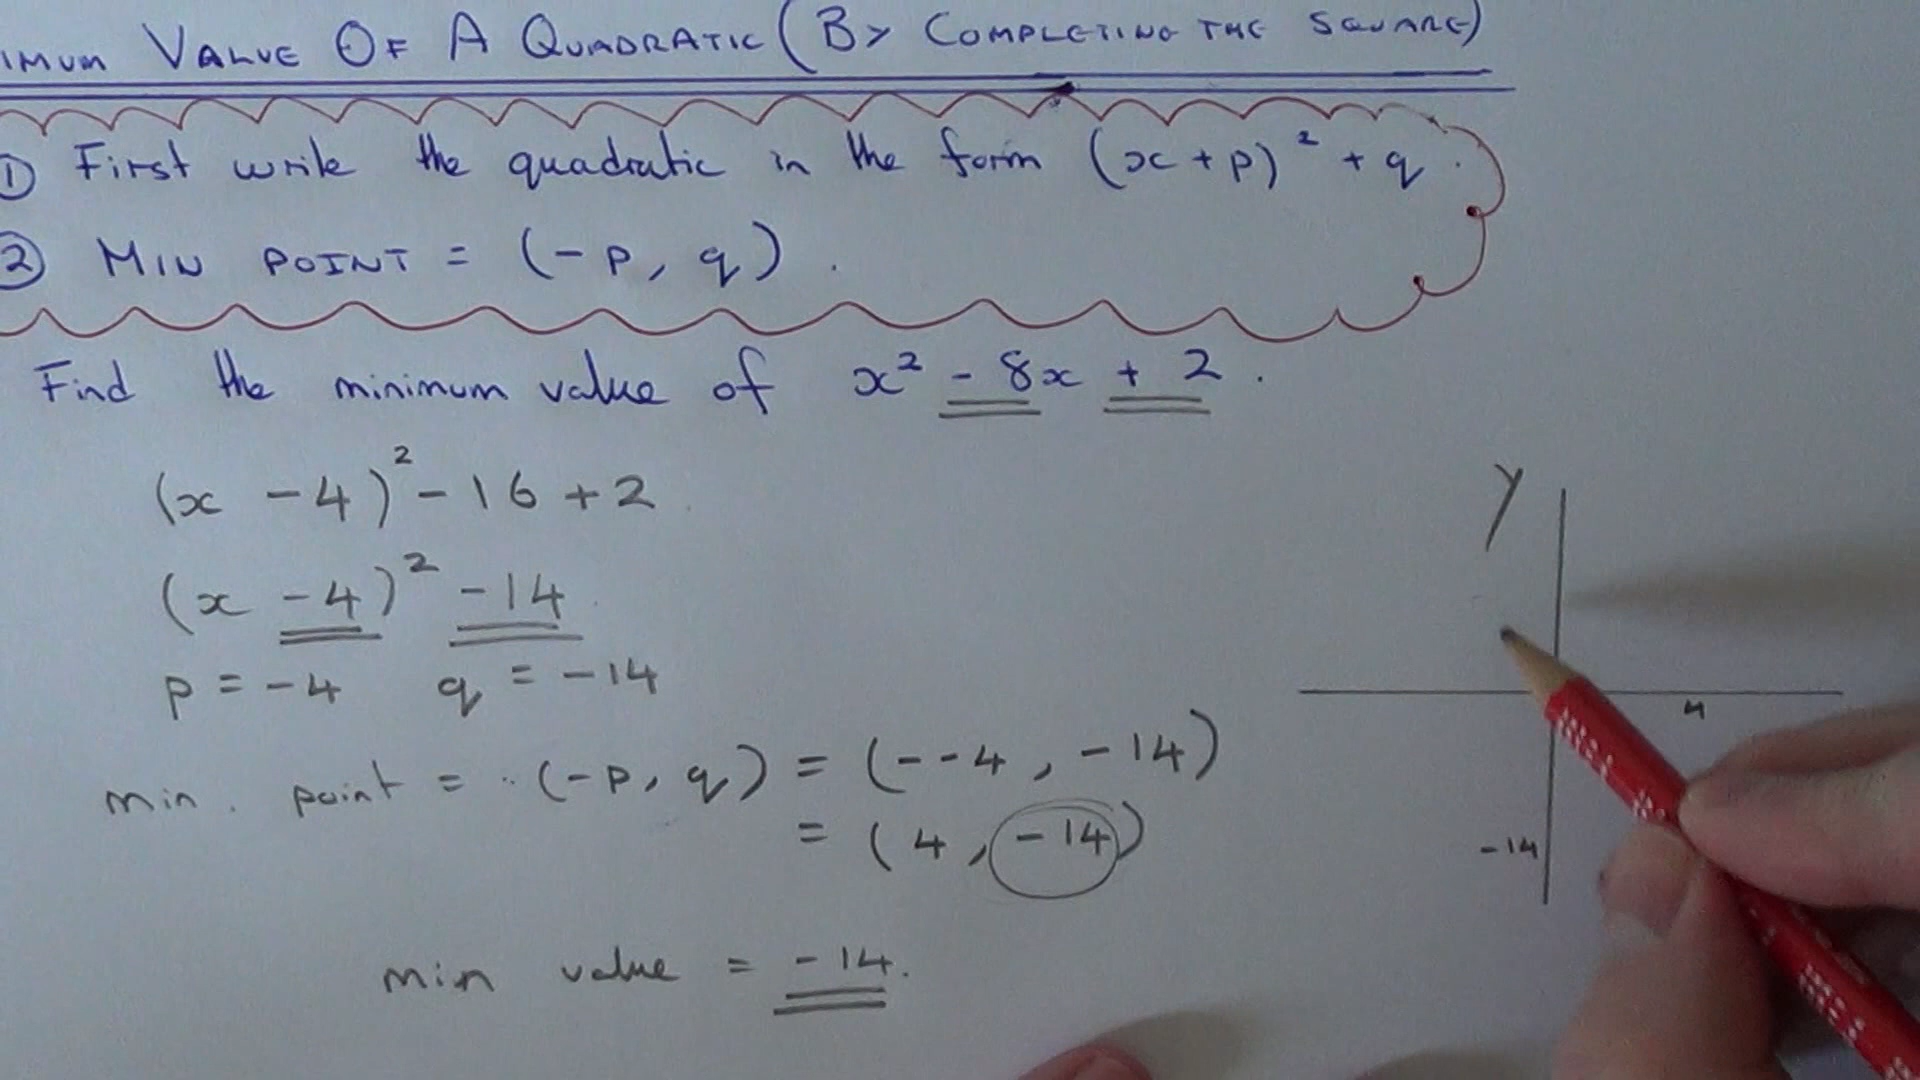 IMUM VALUE OF A QUADRATIC (BY COMPLETING THE SQUARE)
① First write the quadratic in the form (x + p)² + q.
② MIN POINT = (-p, q).
Find the minimum value of x² - 8x + 2.
(x - 4)² - 16 + 2
(x - 4)² - 14
p = -4 q = -14
min. point = (-p, q) = (--4, -14)
= (4, -14)
min value = -14.
y
4
-14